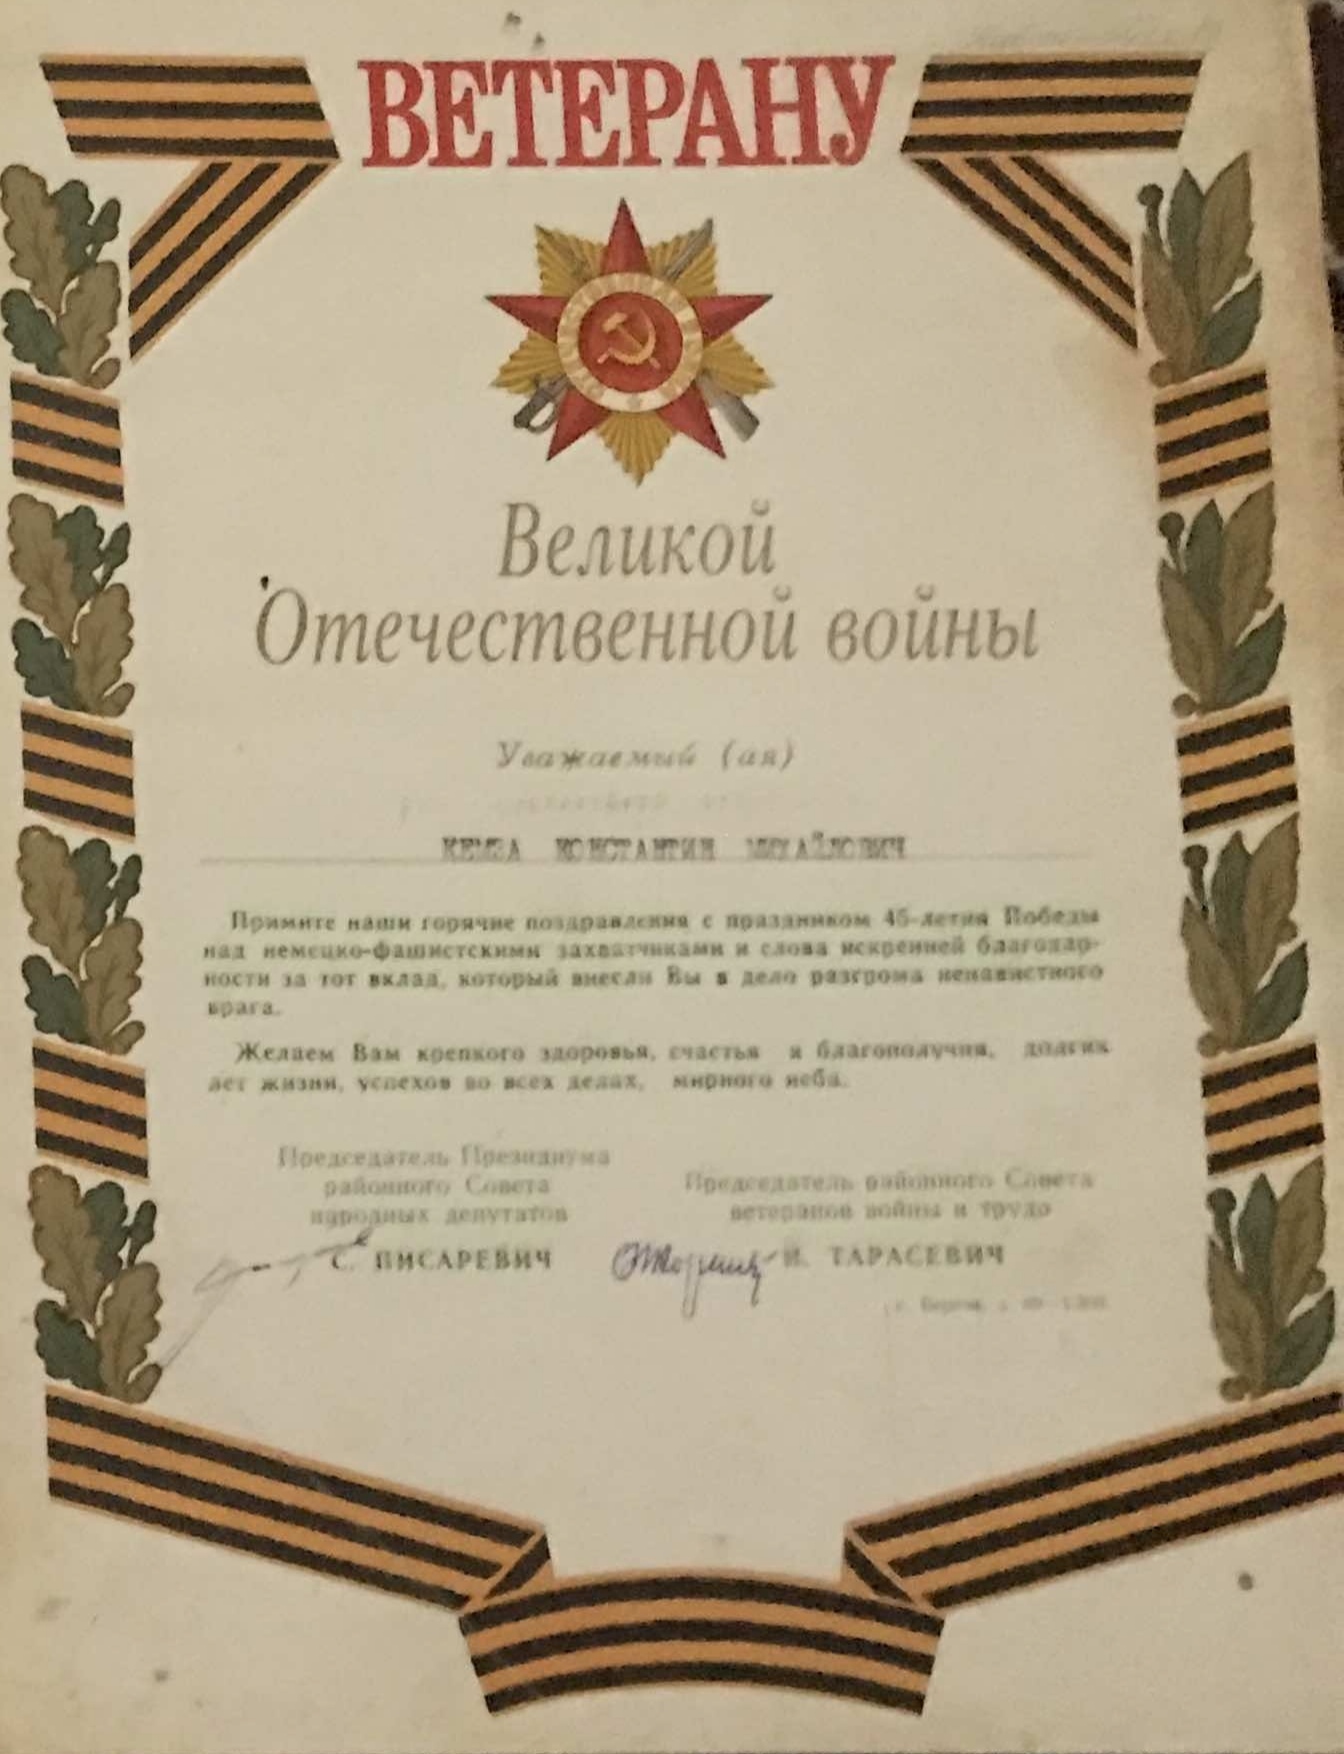 ВЕТЕРАНУ
Великой
Отечественной войны
Уважаемый (ая)
КЕМЗА КОНСТАНТИН МИХАЙЛОВИЧ
Примите наши горячие поздравления с праздником 45-летия Победы
над немецко-фашистскими захватчиками и слова искренней благодар-
ности за тот вклад, который внесли Вы в дело разгрома ненавистного
врага.
Желаем Вам крепкого здоровья, счастья и благополучия, долгих
лет жизни, успехов во всех делах, мирного неба.
Председатель Президиума
районного Совета
народных депутатов
С. ПИСАРЕВИЧ
Председатель районного Совета
ветеранов войны и труда
И. ТАРАСЕВИЧ